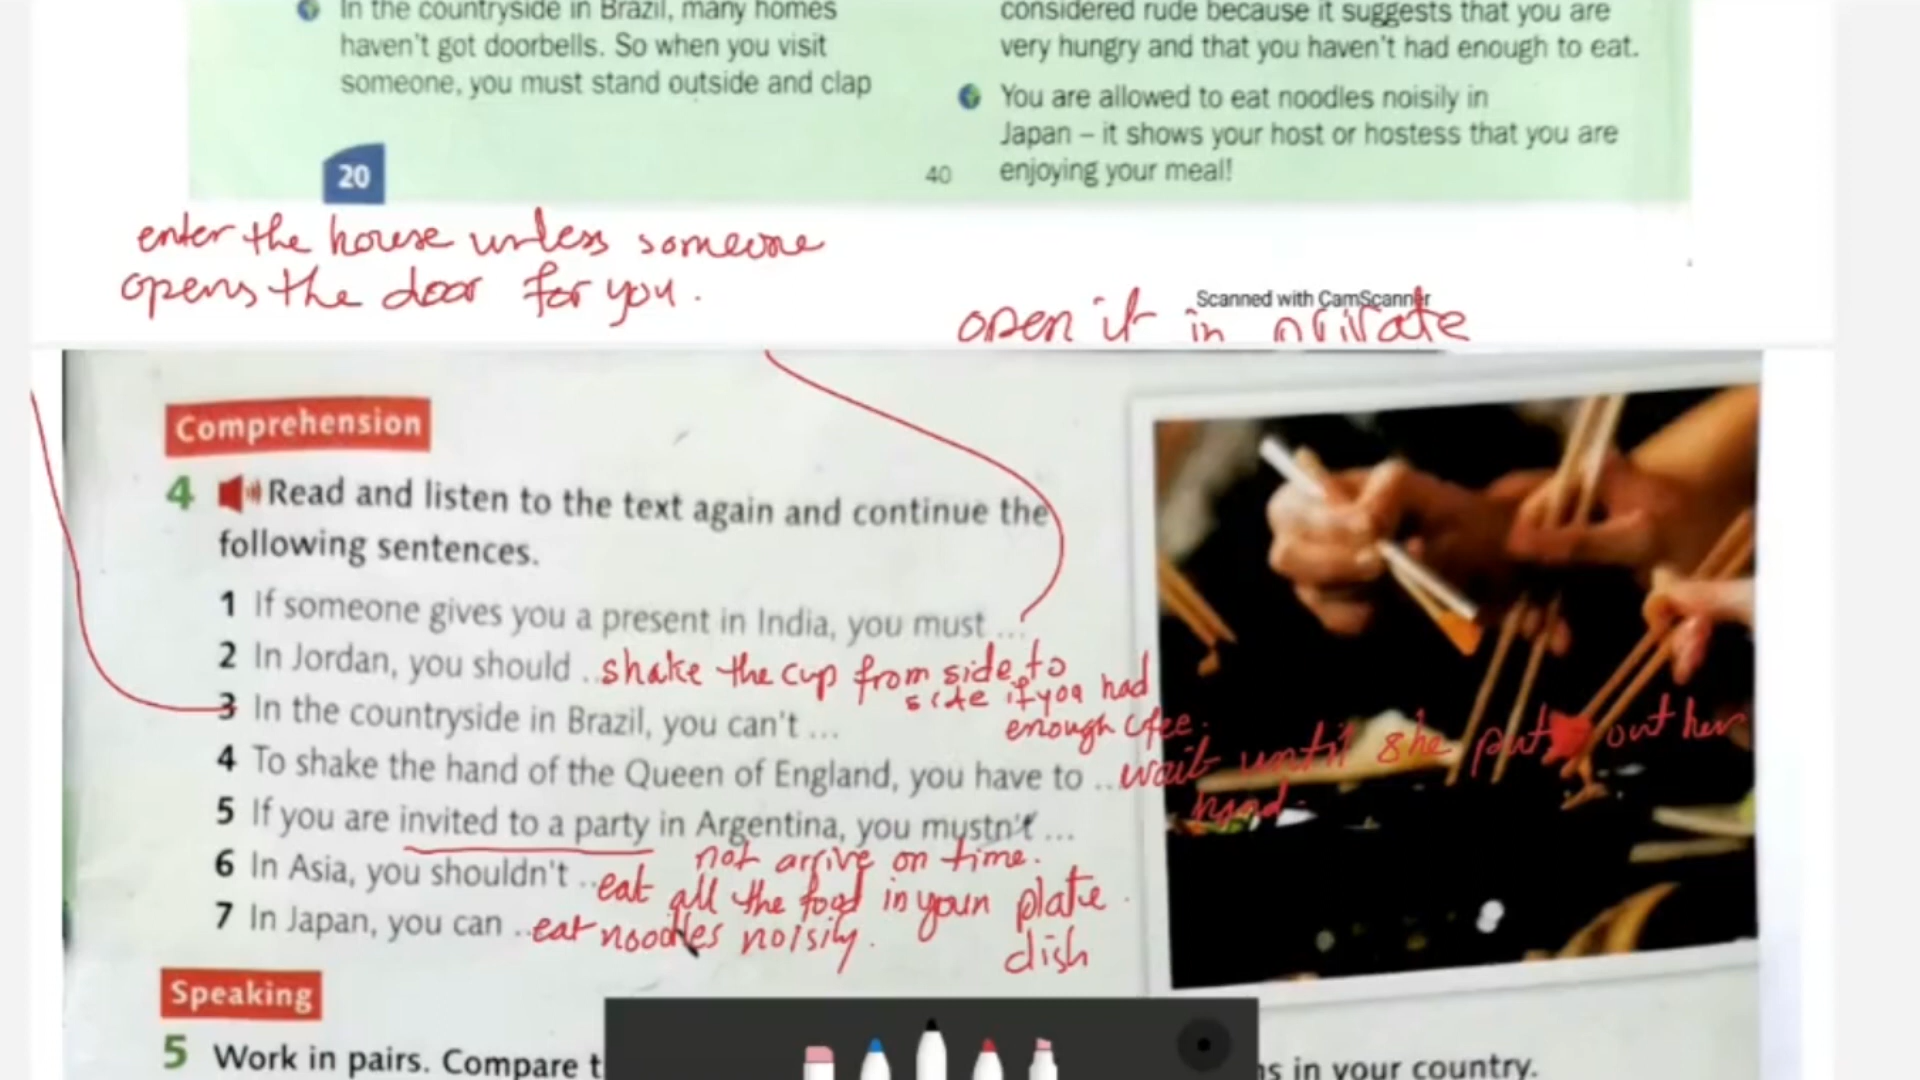 In the countryside in Brazil, many homes
haven't got doorbells. So when you visit
someone, you must stand outside and clap
20
considered rude because it suggests that you are
very hungry and that you haven't had enough to eat.
You are allowed to eat noodles noisily in
Japan – it shows your host or hostess that you are
40 enjoying your meal!
enter the house unless someone
opens the door for you.
Scanned with CamScanner
open it in private
Comprehension
4 Read and listen to the text again and continue the
following sentences.
1 If someone gives you a present in India, you must ...
2 In Jordan, you should ... shake the cup from side to
side if you had
enough cfee.
3 In the countryside in Brazil, you can't ...
4 To shake the hand of the Queen of England, you have to ... wait until she puts out her
hand.
5 If you are invited to a party in Argentina, you mustn't ...
not arrive on time.
6 In Asia, you shouldn't ... eat all the food in your plate.
dish
7 In Japan, you can ... eat noodles noisily.
Speaking
5 Work in pairs. Compare t
ns in your country.